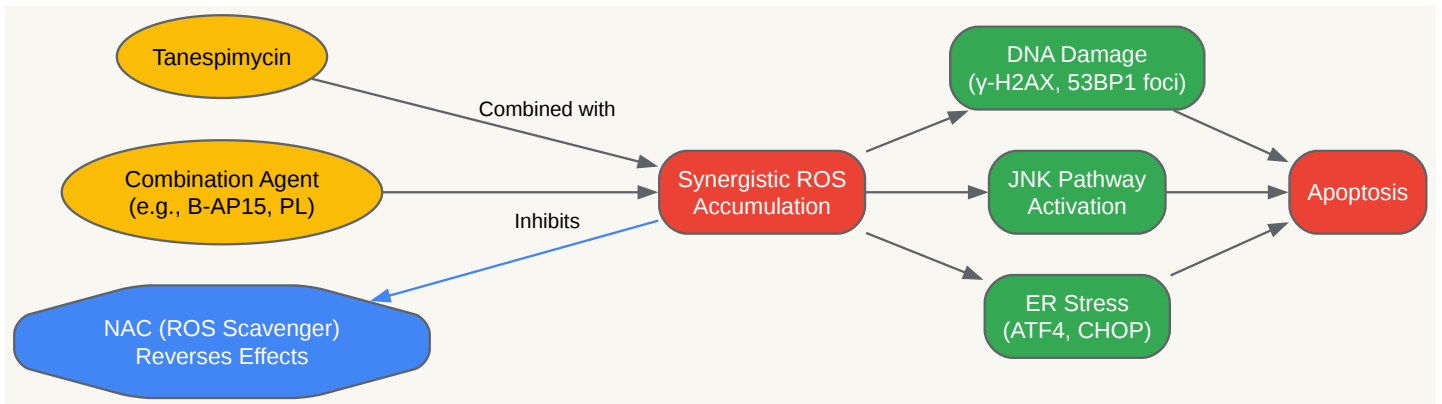 Tanespimycin
Combined with
Combination Agent
(e.g., B-AP15, PL)
Inhibits
NAC (ROS Scavenger)
Reverses Effects
Synergistic ROS
Accumulation
DNA Damage
(γ-H2AX, 53BP1 foci)
JNK Pathway
Activation
ER Stress
(ATF4, CHOP)
Apoptosis